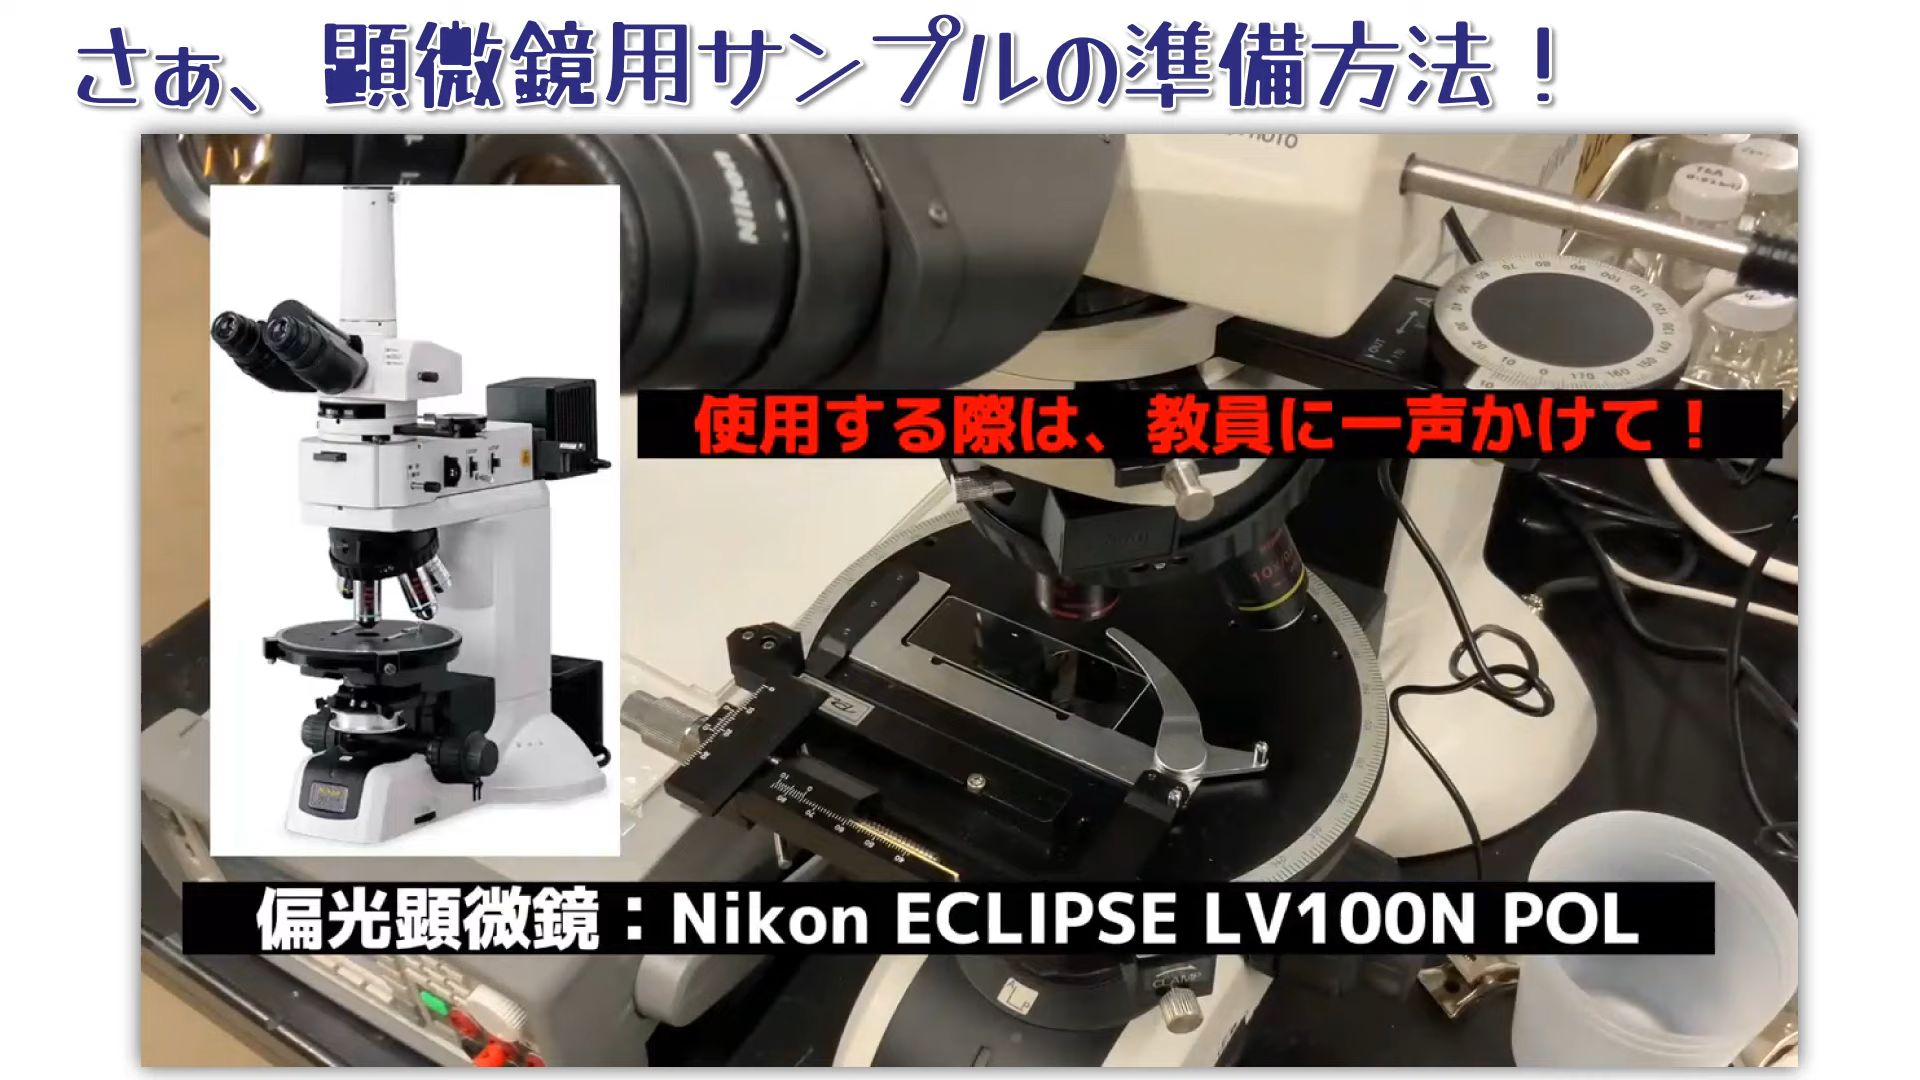 さぁ、顕微鏡用サンプルの準備方法！
Nikon
使用する際は、教員に一声かけて！
偏光顕微鏡：Nikon ECLIPSE LV100N POL